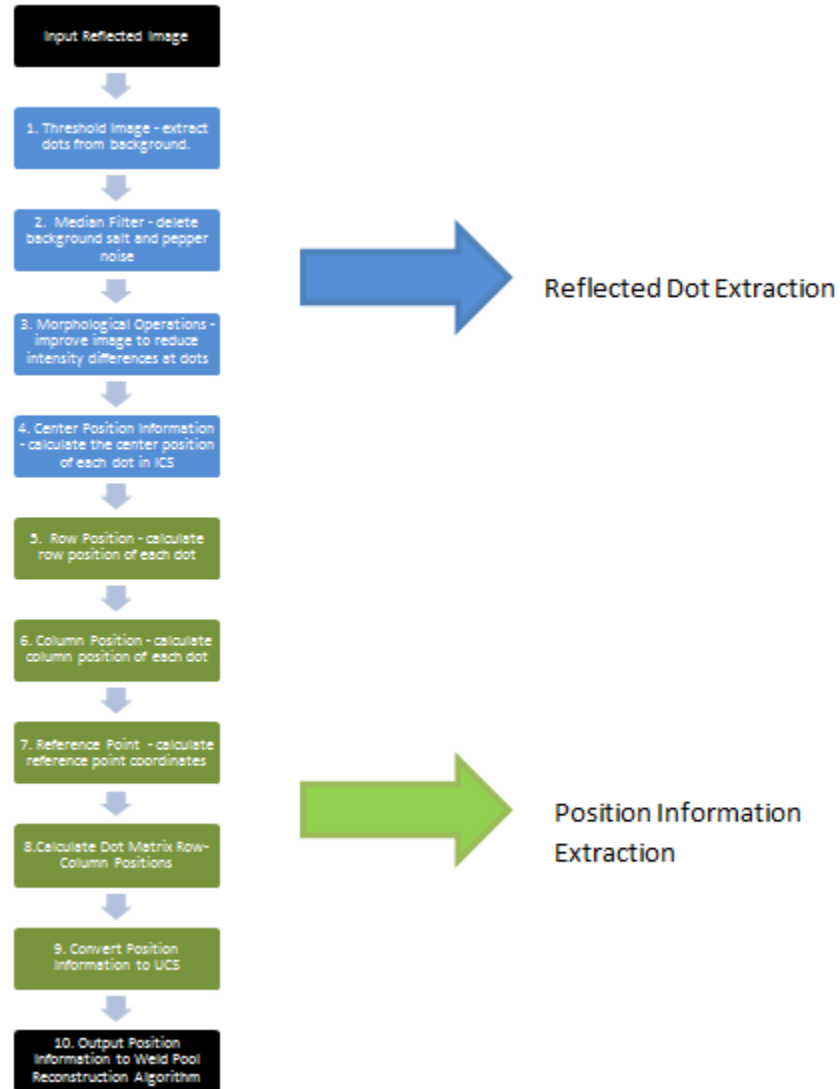 Input Reflected Image
1. Threshold Image - extract
dots from background.
2. Median Filter - delete
background salt and pepper
noise
3. Morphological Operations -
improve image to reduce
intensity differences at dots
4. Center Position Information
- calculate the center position
of each dot in ICS
Reflected Dot Extraction
5. Row Position - calculate
row position of each dot
6. Column Position - calculate
column position of each dot
7. Reference Point - calculate
reference point coordinates
8.Calculate Dot Matrix Row-
Column Positions
9. Convert Position
Information to UCS
Position Information
Extraction
10. Output Position
Information to Weld Pool
Reconstruction Algorithm